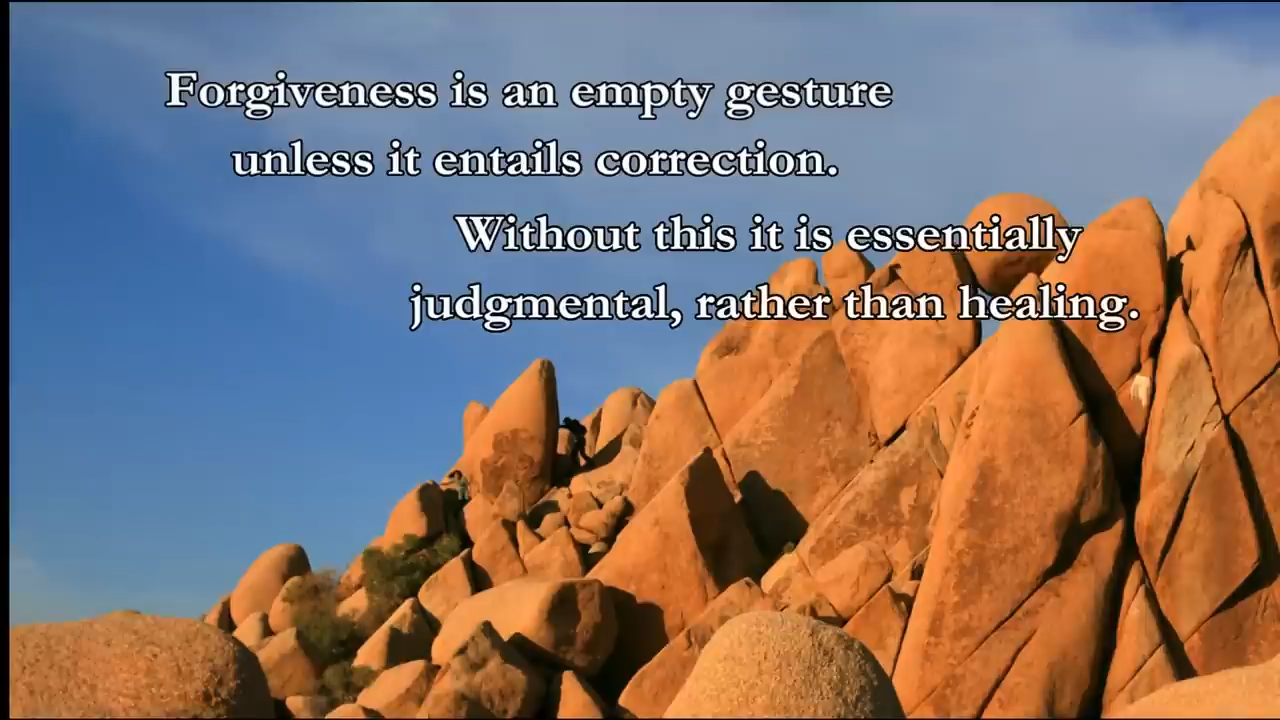 Forgiveness is an empty gesture
unless it entails correction.
Without this it is essentially
judgmental, rather than healing.